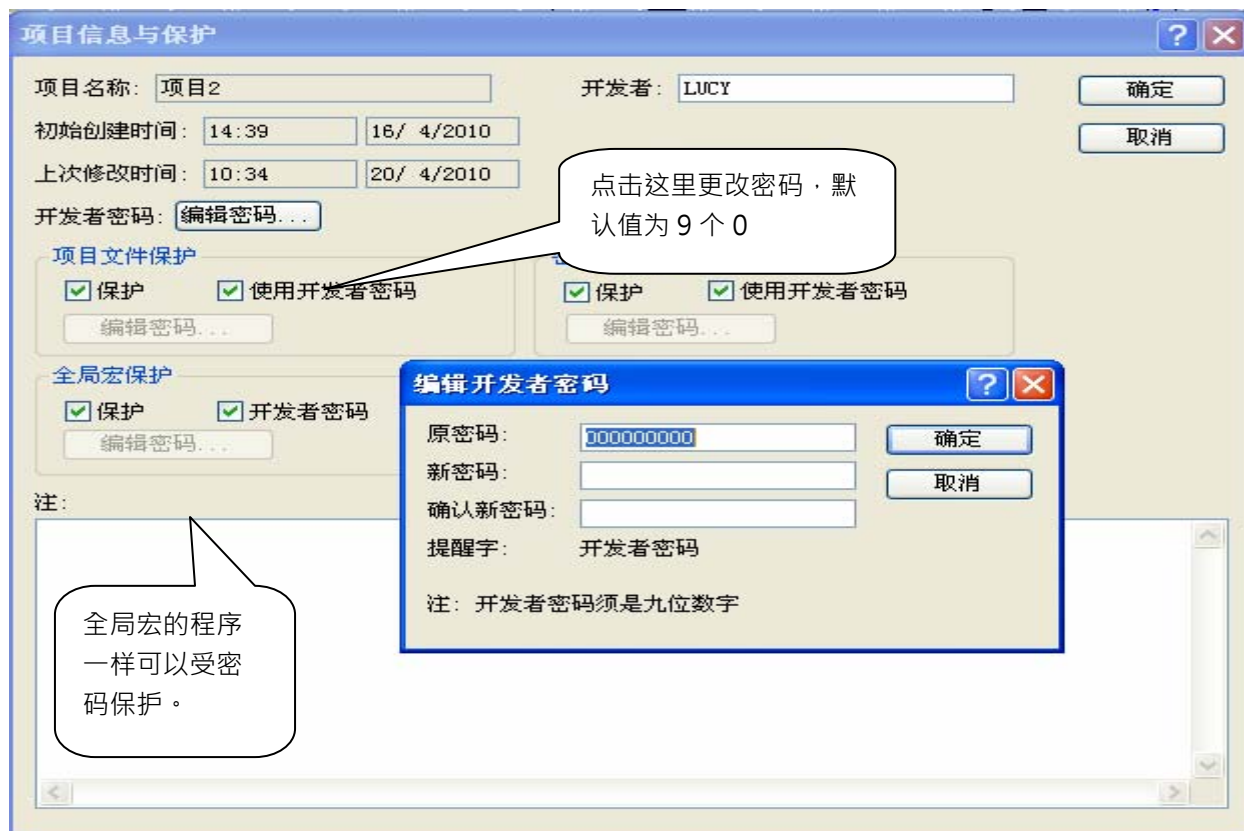 项目信息与保护
项目名称: 项目2
开发者: LUCY
确定
初始创建时间: 14:39 16/ 4/2010
取消
上次修改时间: 10:34 20/ 4/2010
点击这里更改密码，默
认值为 9 个 0
开发者密码: 编辑密码...
项目文件保护
保护 使用开发者密码
编辑密码...
保护 使用开发者密码
编辑密码...
全局宏保护
保护 开发者密码
编辑密码...
编辑开发者密码
原密码: 000000000
确定
新密码:
取消
确认新密码:
提醒字: 开发者密码
注: 开发者密码须是九位数字
注:
全局宏的程序
一样可以受密
码保护。